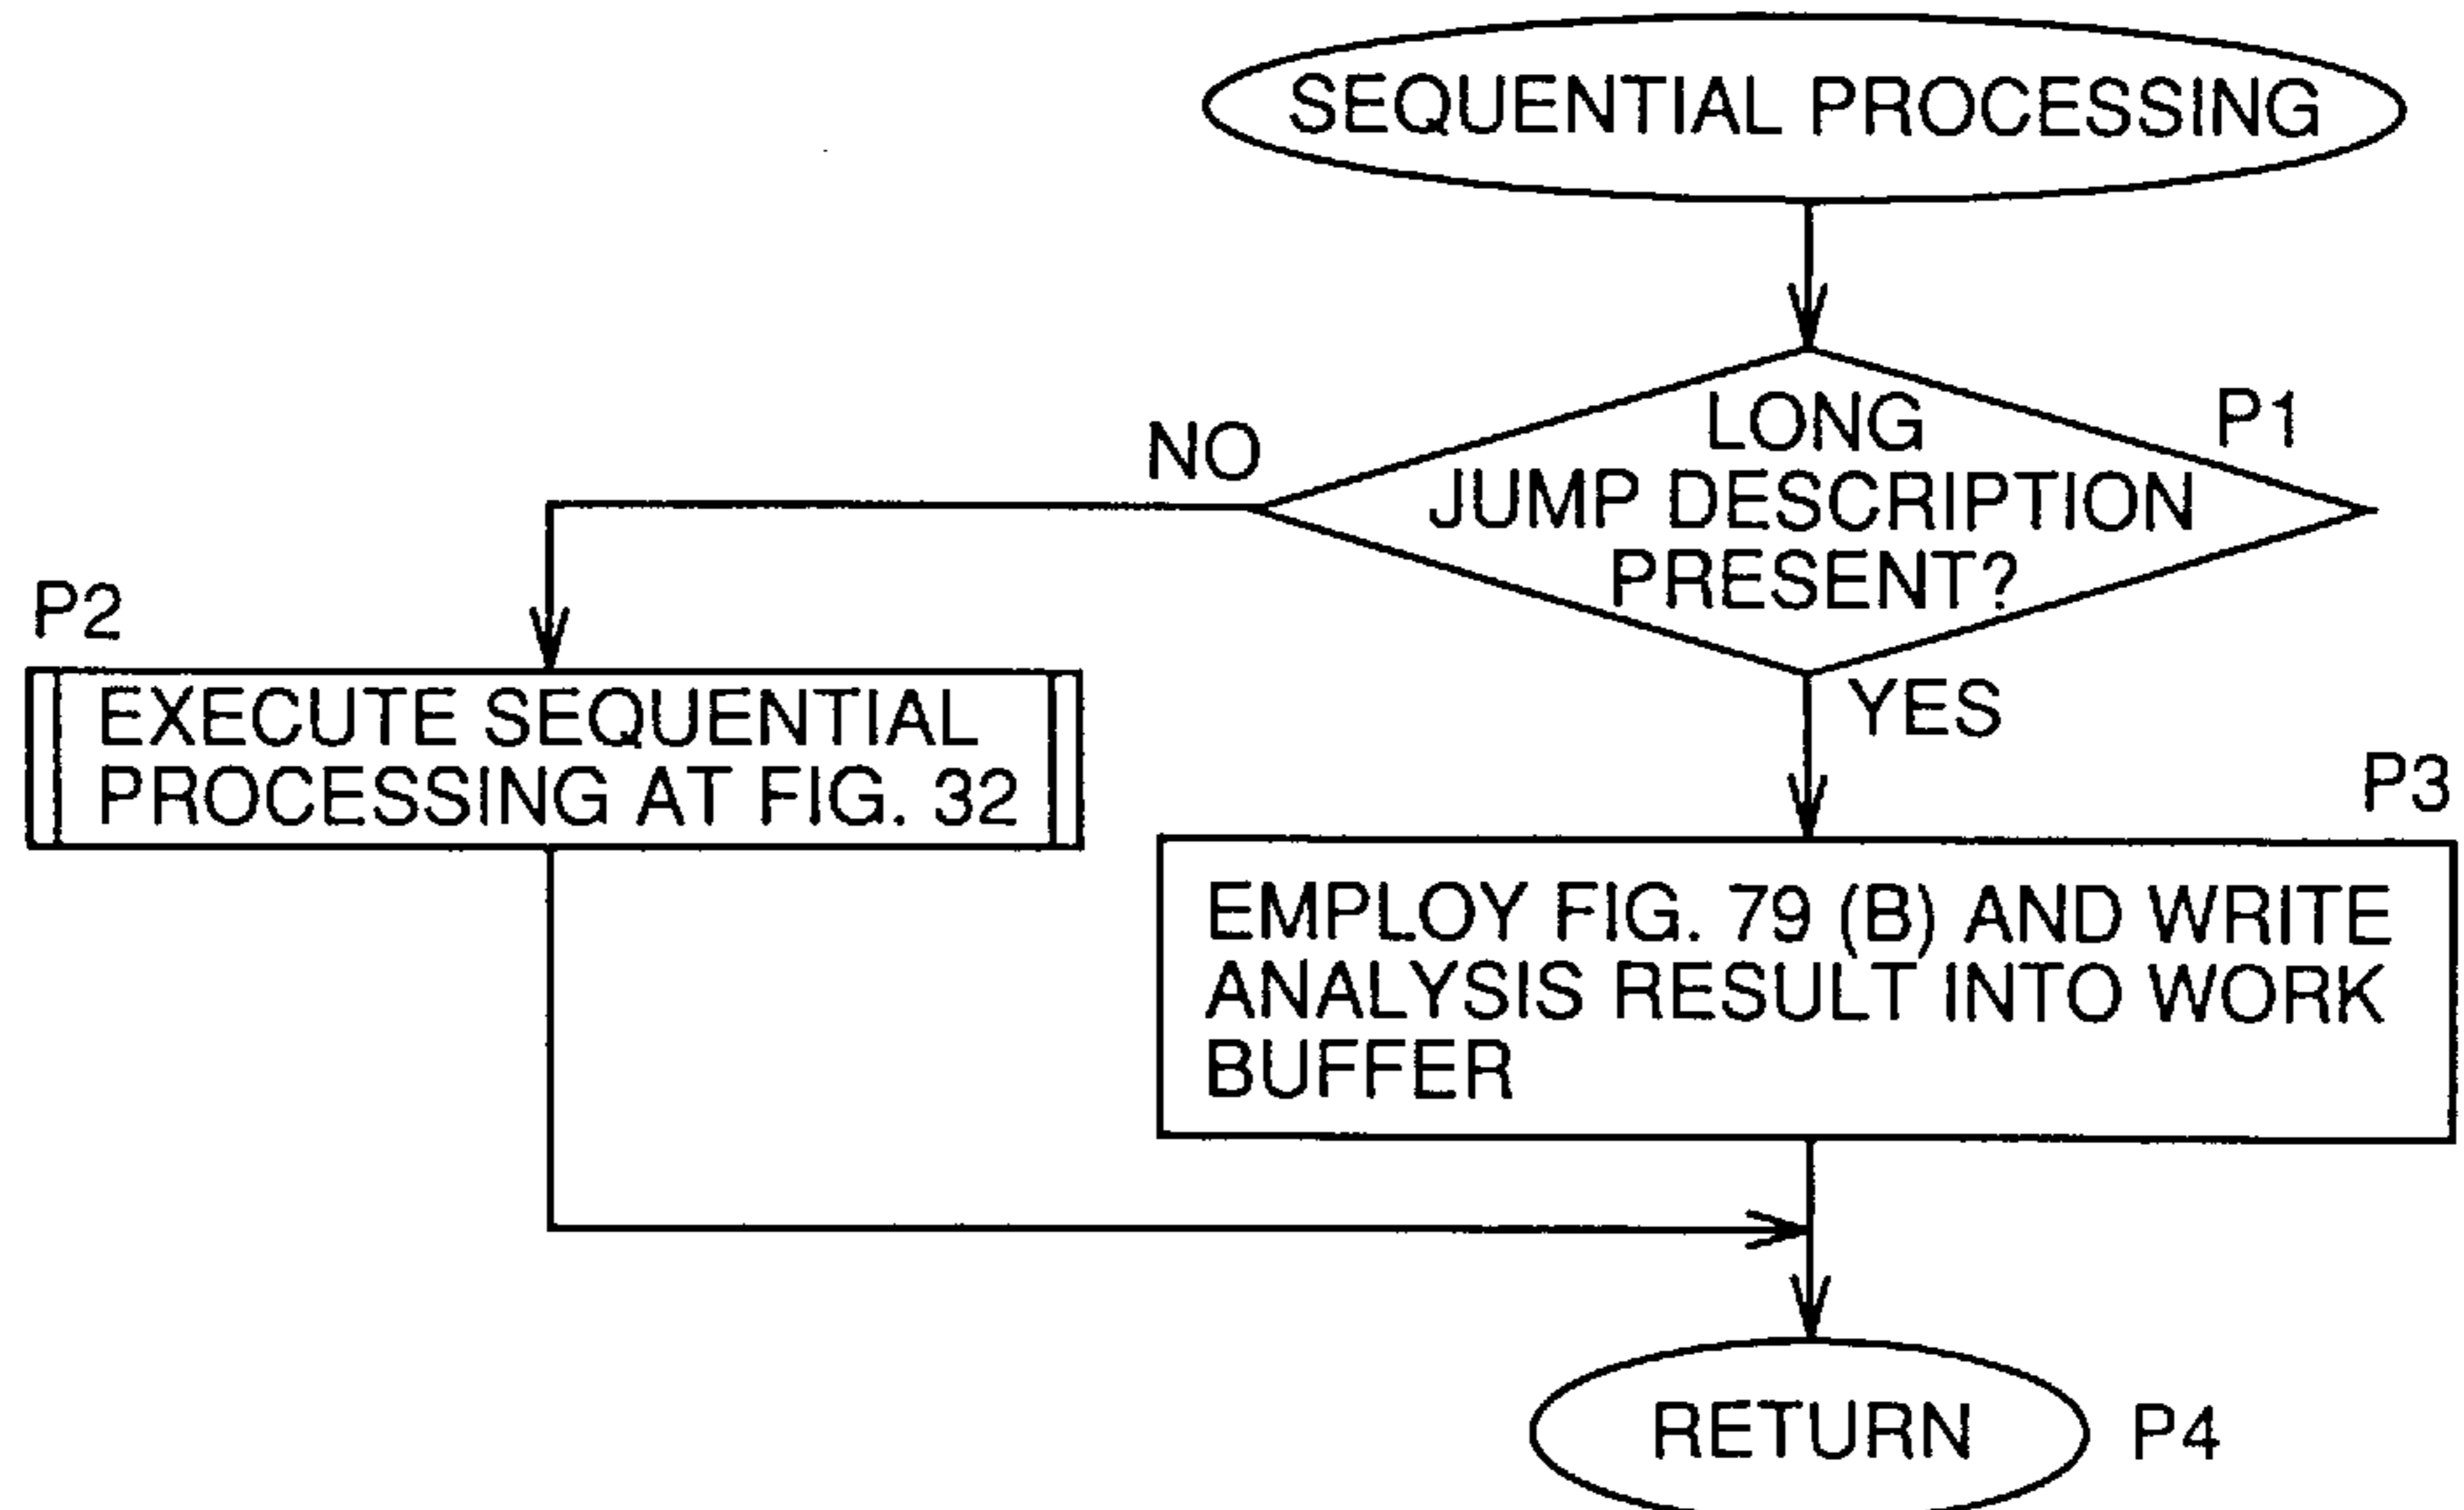 SEQUENTIAL PROCESSING
P1
LONG
JUMP DESCRIPTION
PRESENT?
NO
YES
P2
EXECUTE SEQUENTIAL
PROCESSING AT FIG. 32
P3
EMPLOY FIG. 79 (B) AND WRITE
ANALYSIS RESULT INTO WORK
BUFFER
RETURN
P4